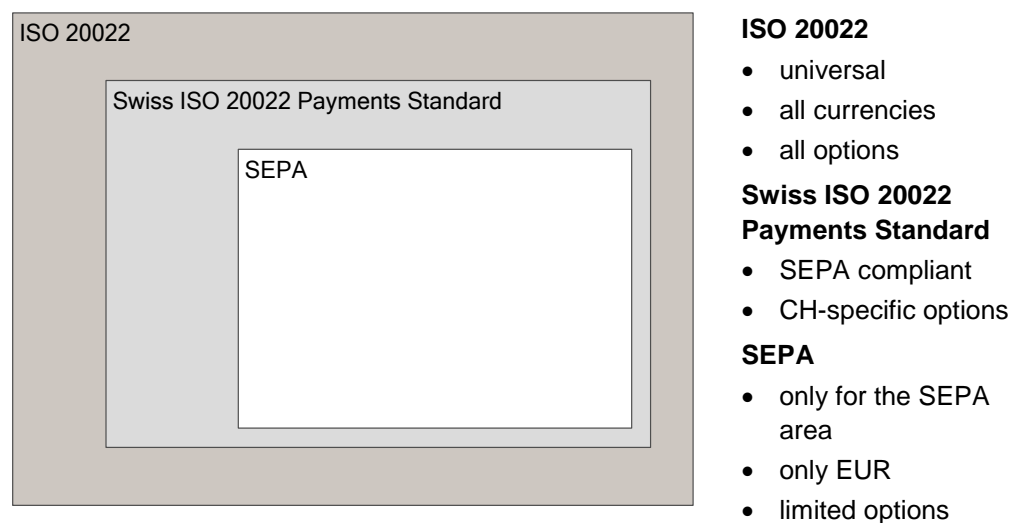 ISO 20022
Swiss ISO 20022 Payments Standard
SEPA
ISO 20022
• universal
• all currencies
• all options
Swiss ISO 20022
Payments Standard
• SEPA compliant
• CH-specific options
SEPA
• only for the SEPA
area
• only EUR
• limited options